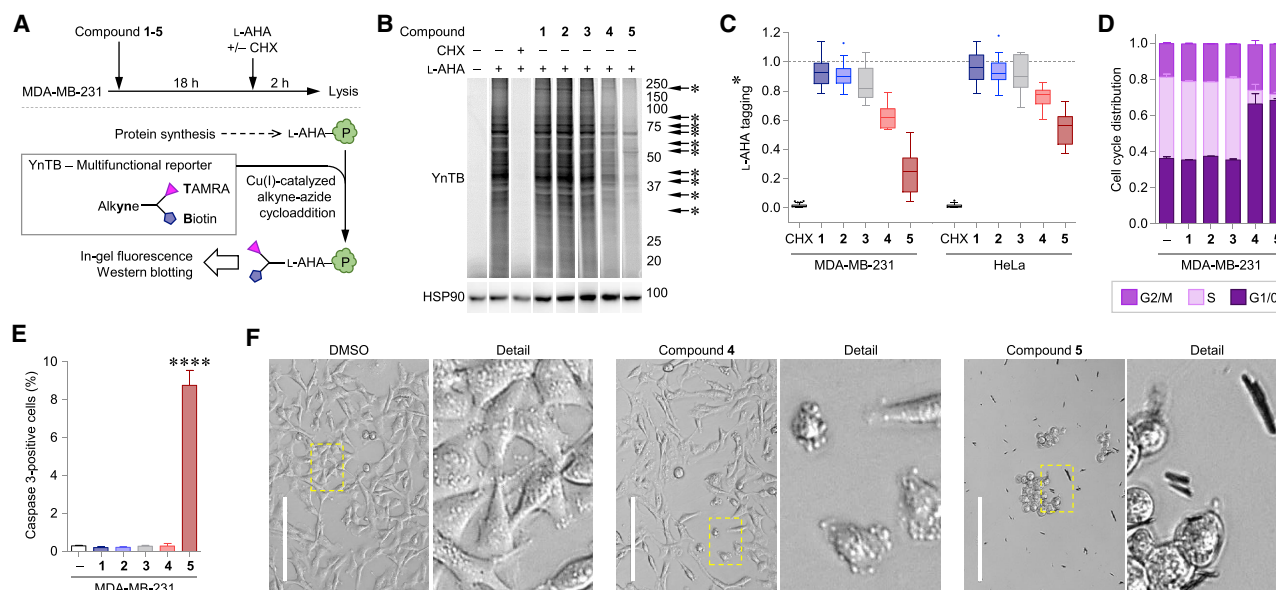 A
Compound 1-5
L-AHA
+/– CHX
18 h
2 h
MDA-MB-231
Lysis
Protein synthesis
L-AHA
P
YnTB – Multifunctional reporter
TAMRA
Alkyne
Biotin
Cu(I)-catalyzed
alkyne-azide
cycloaddition
In-gel fluorescence
Western blotting
L-AHA
P
B
Compound 1 2 3 4 5
CHX – – + – – – – –
L-AHA – + + + + + + +
250
150
100
75
50
37
25
20
100
* * * * * * * *
YnTB
HSP90
C
L-AHA tagging *
1.2
1.0
0.8
0.6
0.4
0.2
0.0
CHX 1 2 3 4 5 CHX 1 2 3 4 5
MDA-MB-231 HeLa
D
Cell cycle distribution
1.0
0.8
0.6
0.4
0.2
0.0
– 1 2 3 4 5
MDA-MB-231
G2/M S G1/0
E
Caspase 3-positive cells (%)
10
8
6
4
2
0
****
– 1 2 3 4 5
MDA-MB-231
F
DMSO Detail Compound 4 Detail Compound 5 Detail